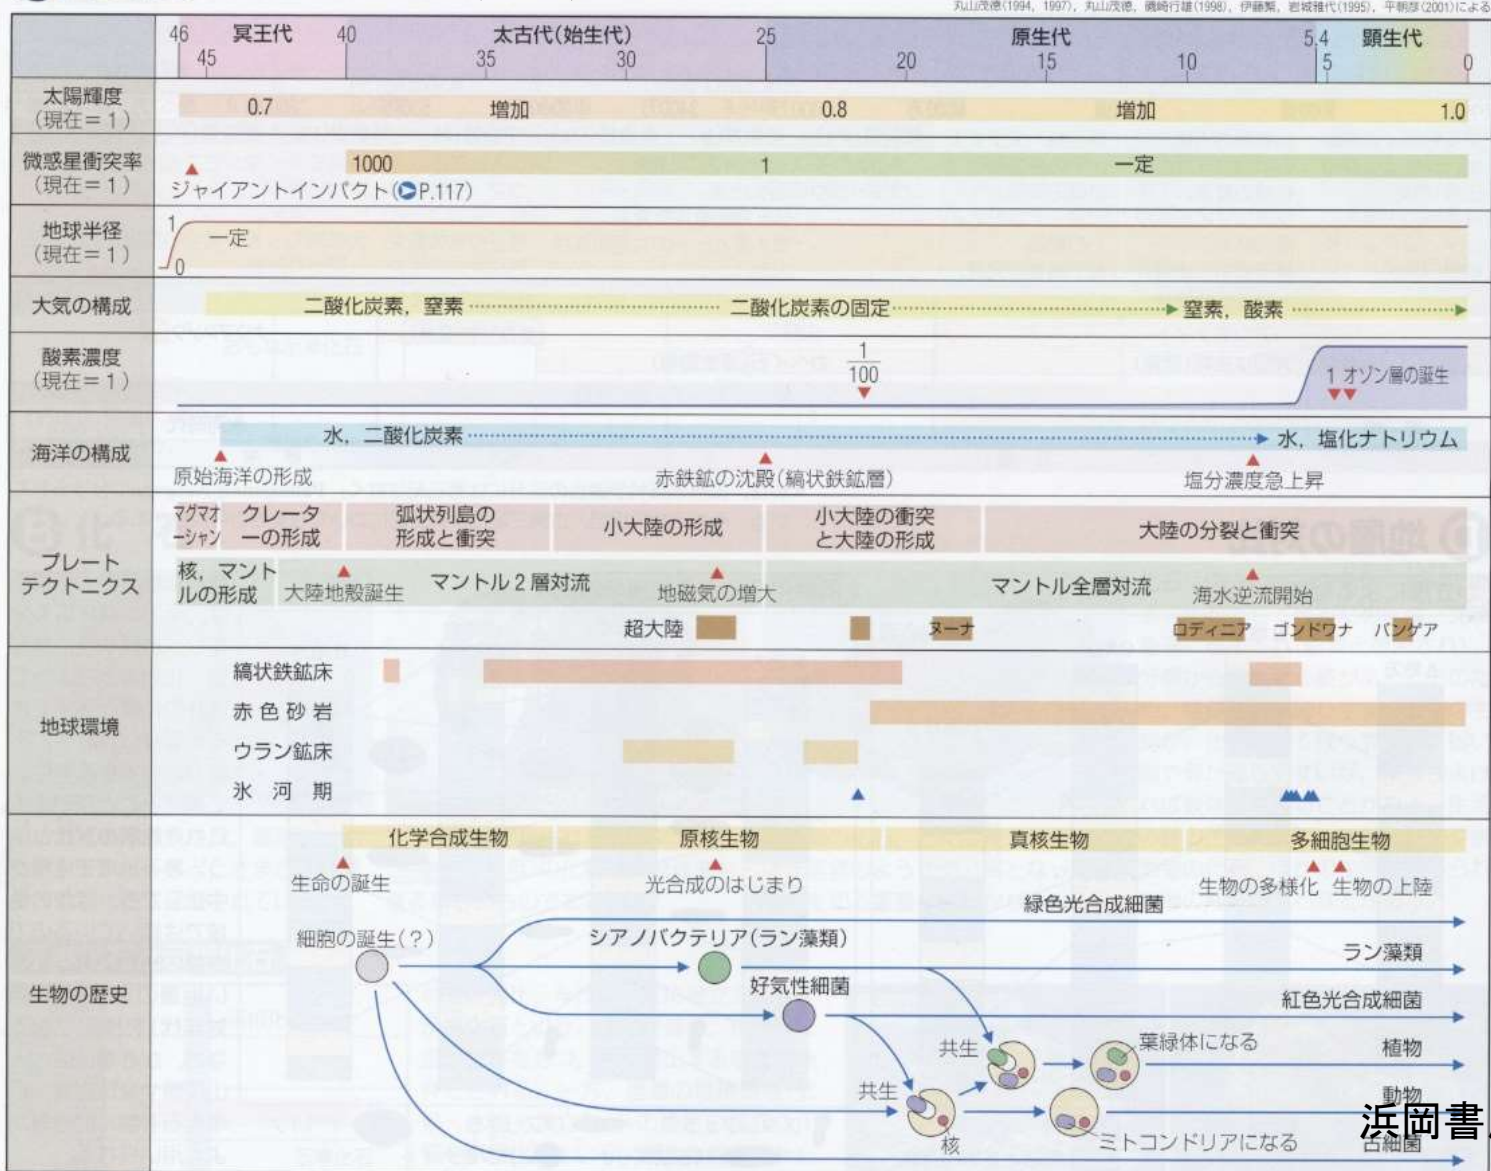 丸山茂徳(1994, 1997), 丸山茂徳, 磯崎行雄(1998), 伊藤繁, 岩城雅代(1995), 平朝彦(2001)による
46 冥王代 40 太古代(始生代) 25 原生代 5.4 顕生代
45 35 30 20 15 10 5 0
太陽輝度
(現在=1)
0.7 増加 0.8 増加 1.0
微惑星衝突率
(現在=1)
1000 1 一定
ジャイアントインパクト(P.117)
地球半径
(現在=1)
1 一定
0
大気の構成
二酸化炭素, 窒素 二酸化炭素の固定 窒素, 酸素
酸素濃度
(現在=1)
1
100
1 オゾン層の誕生
海洋の構成
水, 二酸化炭素 水, 塩化ナトリウム
原始海洋の形成 赤鉄鉱の沈殿(縞状鉄鉱層) 塩分濃度急上昇
プレート
テクトニクス
マグマオ
ーシャン
クレータ
ーの形成
弧状列島の
形成と衝突
小大陸の形成
小大陸の衝突
と大陸の形成
大陸の分裂と衝突
核, マント
ルの形成
大陸地殻誕生
マントル2層対流
地磁気の増大
マントル全層対流
海水逆流開始
超大陸 ヌーナ ロディニア ゴンドワナ パンゲア
地球環境
縞状鉄鉱床
赤色砂岩
ウラン鉱床
氷河期
生物の歴史
化学合成生物 原核生物 真核生物 多細胞生物
生命の誕生 光合成のはじまり 生物の多様化 生物の上陸
緑色光合成細菌
細胞の誕生(?) シアノバクテリア(ラン藻類)
ラン藻類
好気性細菌
紅色光合成細菌
共生 葉緑体になる 植物
共生 動物
核 ミトコンドリアになる 古細菌
浜岡書
地層の対